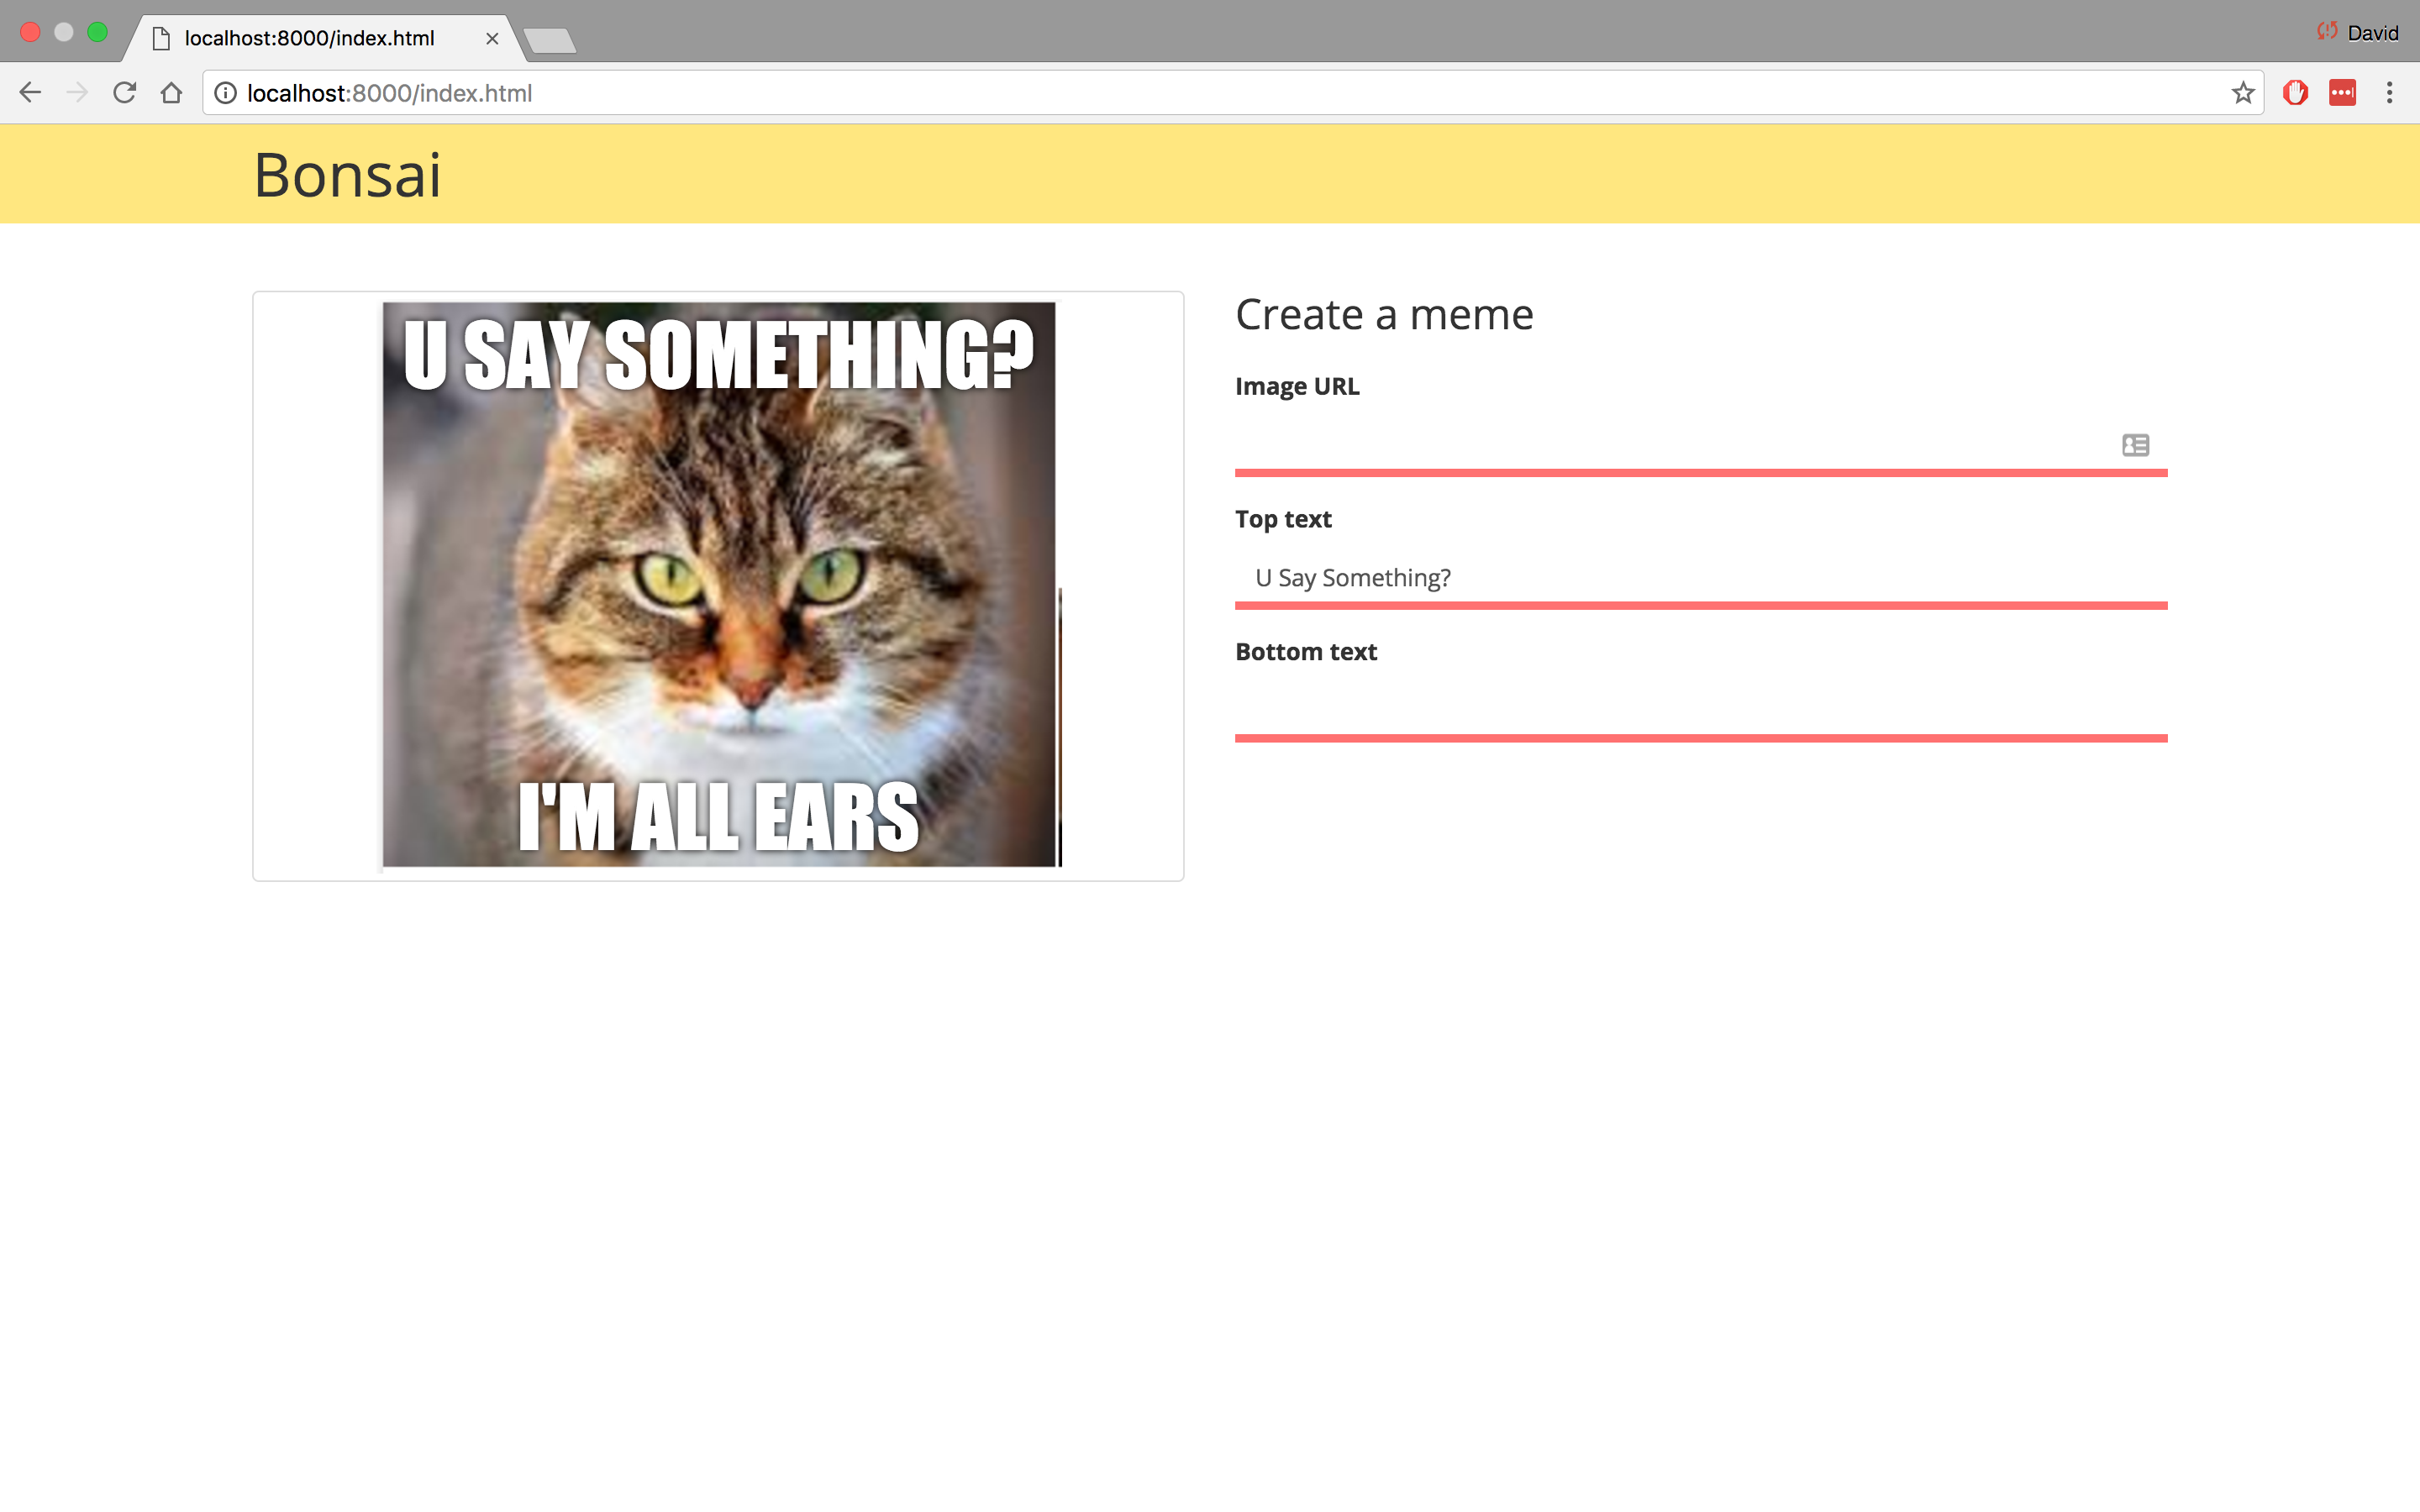 localhost:8000/index.html
David
localhost:8000/index.html
Bonsai
U SAY SOMETHING?
I'M ALL EARS
Create a meme
Image URL
Top text
U Say Something?
Bottom text